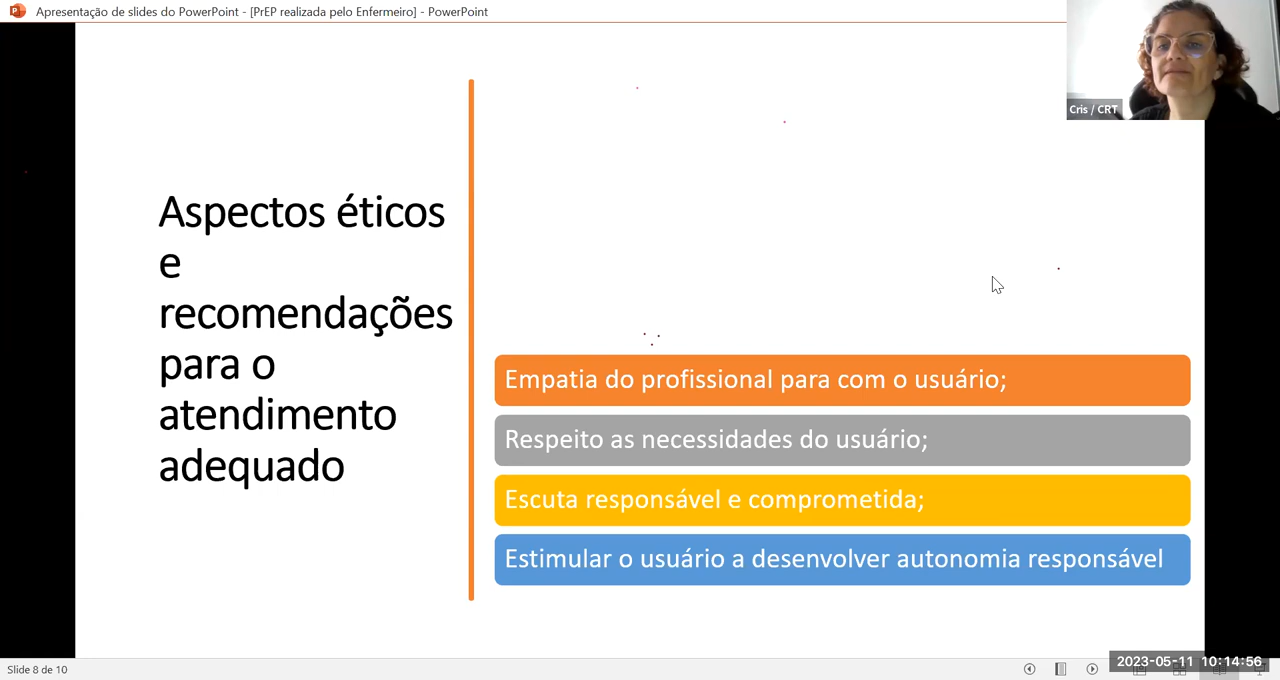 Apresentação de slides do PowerPoint - [PrEP realizada pelo Enfermeiro] - PowerPoint
Cris / CRT
Aspectos éticos
e
recomendações
para o
atendimento
adequado
Empatia do profissional para com o usuário;
Respeito as necessidades do usuário;
Escuta responsável e comprometida;
Estimular o usuário a desenvolver autonomia responsável
Slide 8 de 10
2023-05-11 10:14:56